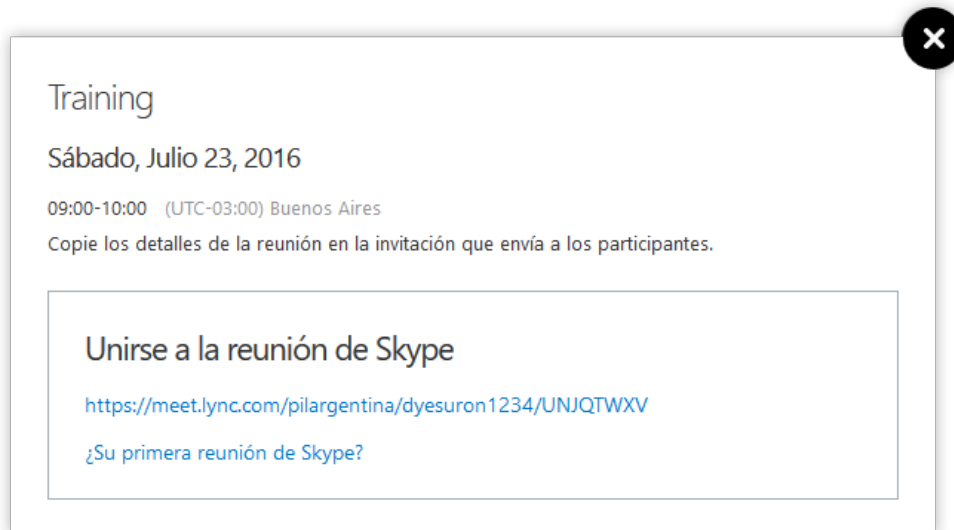 Training
Sábado, Julio 23, 2016
09:00-10:00 (UTC-03:00) Buenos Aires
Copie los detalles de la reunión en la invitación que envía a los participantes.
Unirse a la reunión de Skype
https://meet.lync.com/pilargentina/dyesuron1234/UNJQTWXV
¿Su primera reunión de Skype?